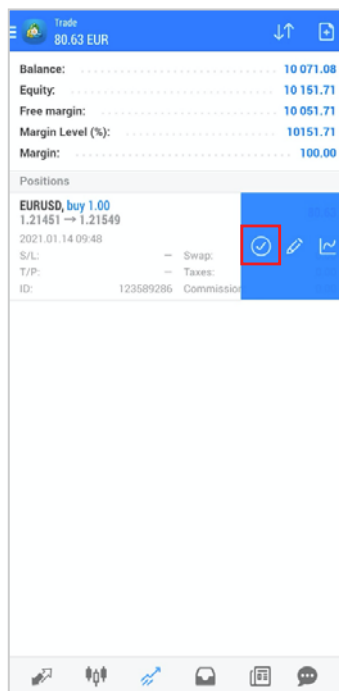 Trade
80.63 EUR
Balance: 10 071.08
Equity: 10 151.71
Free margin: 10 051.71
Margin Level (%): 10151.71
Margin: 100.00
Positions
EURUSD, buy 1.00
1.21451 → 1.21549
2021.01.14 09:48
S/L: – Swap:
T/P: – Taxes:
ID: 123589286 Commission